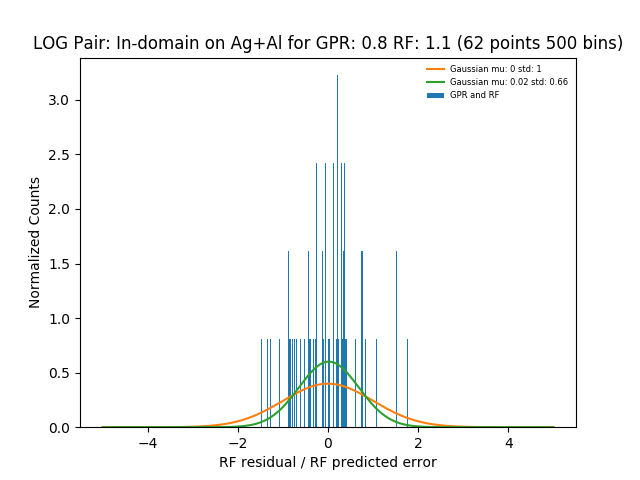 LOG Pair: In-domain on Ag+Al for GPR: 0.8 RF: 1.1 (62 points 500 bins)
Gaussian mu: 0 std: 1
Gaussian mu: 0.02 std: 0.66
GPR and RF
Normalized Counts
3.0
2.5
2.0
1.5
1.0
0.5
0.0
−4 −2 0 2 4
RF residual / RF predicted error